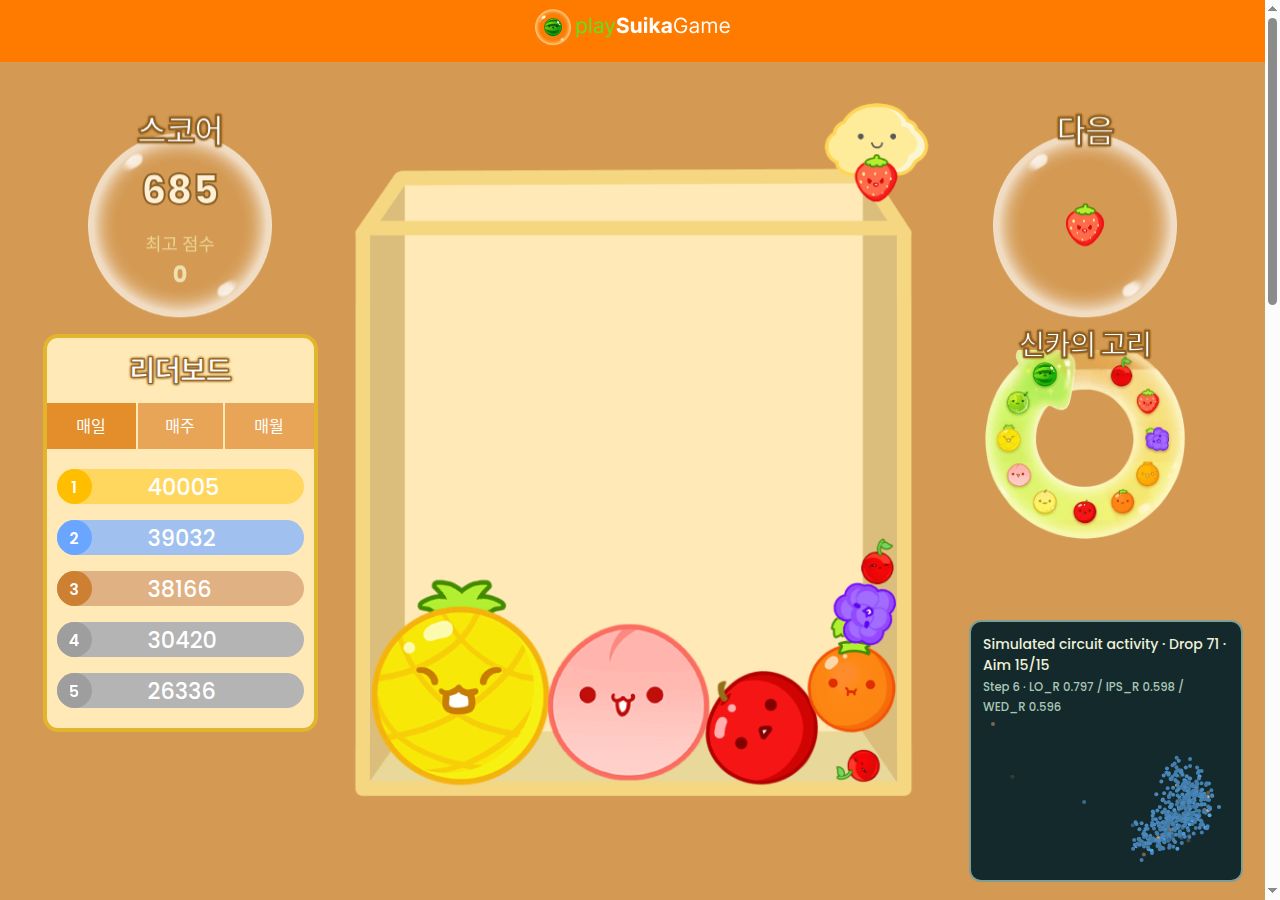 playSuikaGame
스코어
685
최고 점수
0
다음
신카의 고리
리더보드
매일 매주 매월
1 40005
2 39032
3 38166
4 30420
5 26336
Simulated circuit activity · Drop 71 ·
Aim 15/15
Step 6 · LO_R 0.797 / IPS_R 0.598 /
WED_R 0.596